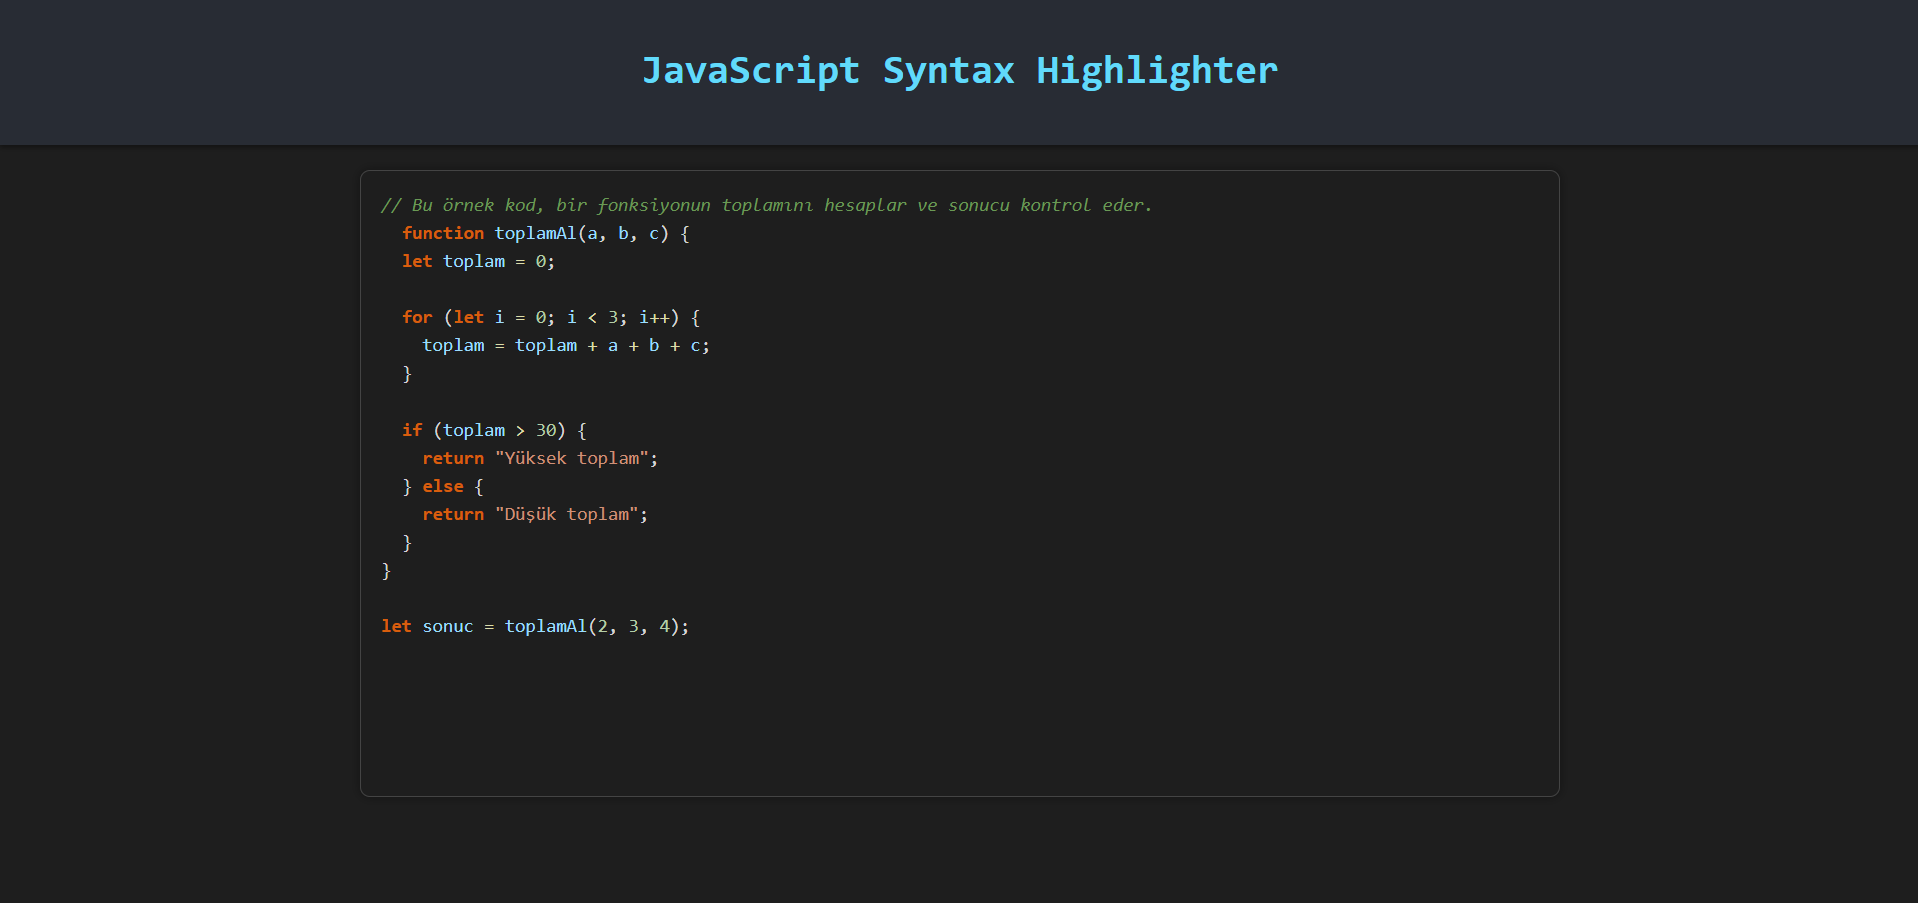 JavaScript Syntax Highlighter
// Bu örnek kod, bir fonksiyonun toplamını hesaplar ve sonucu kontrol eder.
  function toplamAl(a, b, c) {
  let toplam = 0;

  for (let i = 0; i < 3; i++) {
    toplam = toplam + a + b + c;
  }

  if (toplam > 30) {
    return "Yüksek toplam";
  } else {
    return "Düşük toplam";
  }
}

let sonuc = toplamAl(2, 3, 4);